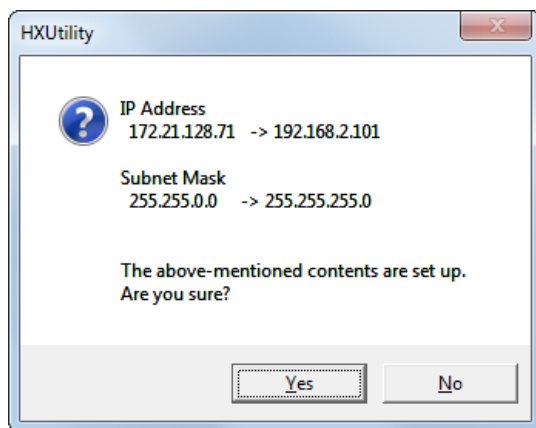 HXUtility
IP Address
172.21.128.71 -> 192.168.2.101
Subnet Mask
255.255.0.0 -> 255.255.255.0
The above-mentioned contents are set up.
Are you sure?
Yes
No